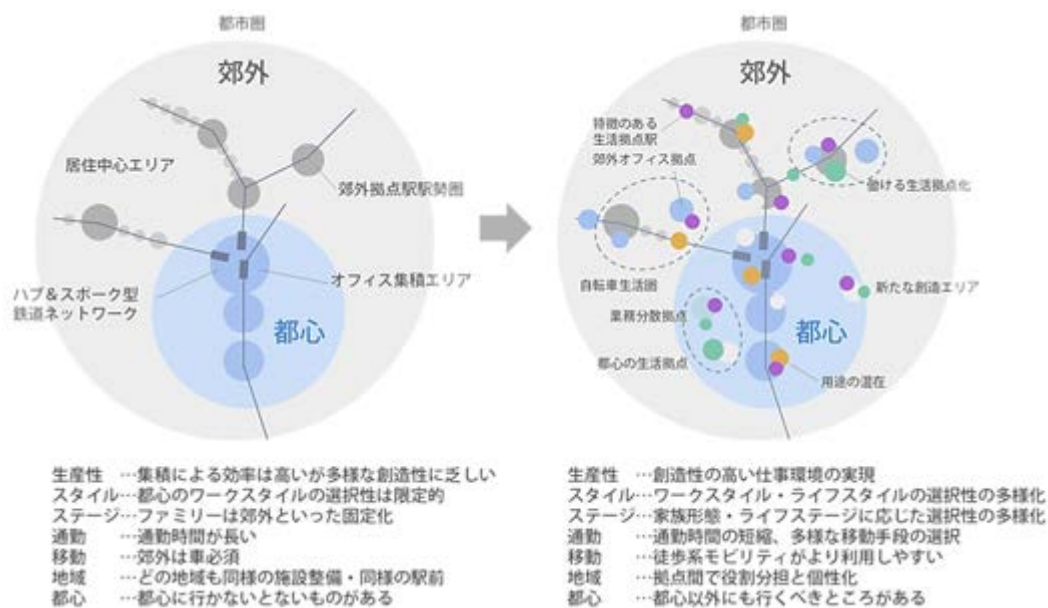 都市圏
郊外
居住中心エリア
郊外拠点駅駅勢圏
ハブ&スポーク型
鉄道ネットワーク
オフィス集積エリア
都心
生産性 …集積による効率は高いが多様な創造性に乏しい
スタイル…都心のワークスタイルの選択性は限定的
ステージ…ファミリーは郊外といった固定化
通勤 …通勤時間が長い
移動 …郊外は車必須
地域 …どの地域も同様の施設整備・同様の駅前
都心 …都心に行かないとないものがある
都市圏
郊外
特徴のある
生活拠点駅
郊外オフィス拠点
働ける生活拠点化
自転車生活圏
業務分散拠点
新たな創造エリア
都心
都心の生活拠点
用途の混在
生産性 …創造性の高い仕事環境の実現
スタイル…ワークスタイル・ライフスタイルの選択性の多様化
ステージ…家族形態・ライフステージに応じた選択性の多様化
通勤 …通勤時間の短縮、多様な移動手段の選択
移動 …徒歩系モビリティがより利用しやすい
地域 …拠点間で役割分担と個性化
都心 …都心以外にも行くべきところがある